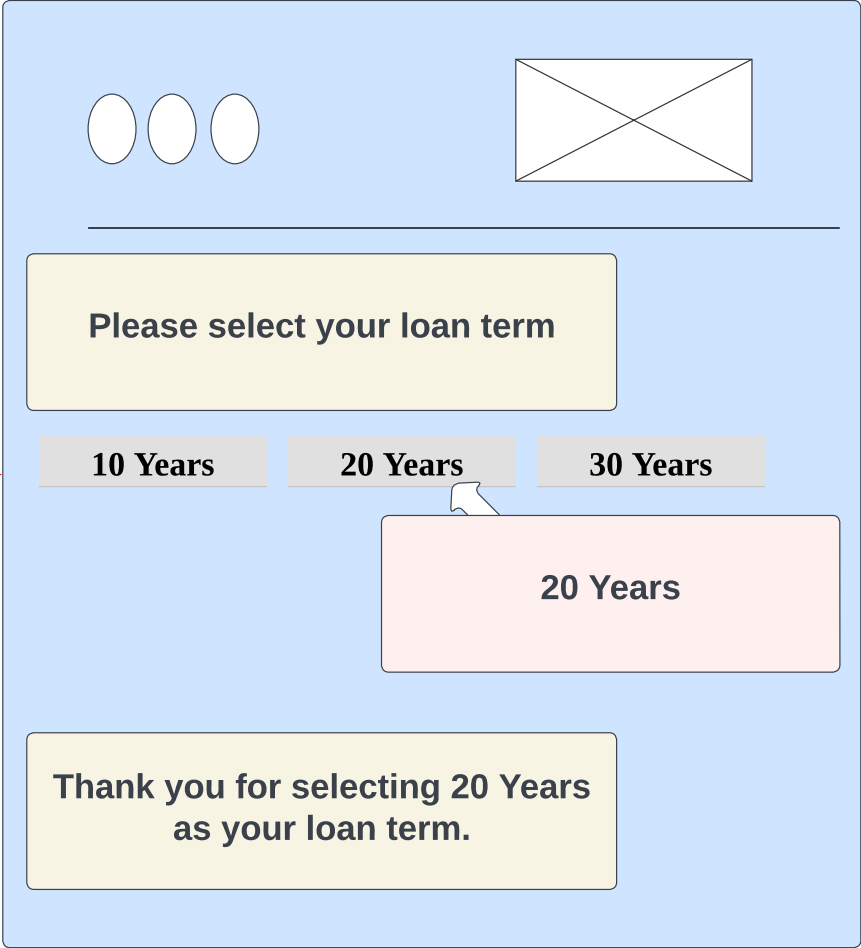 Please select your loan term
10 Years
20 Years
30 Years
20 Years
Thank you for selecting 20 Years
as your loan term.